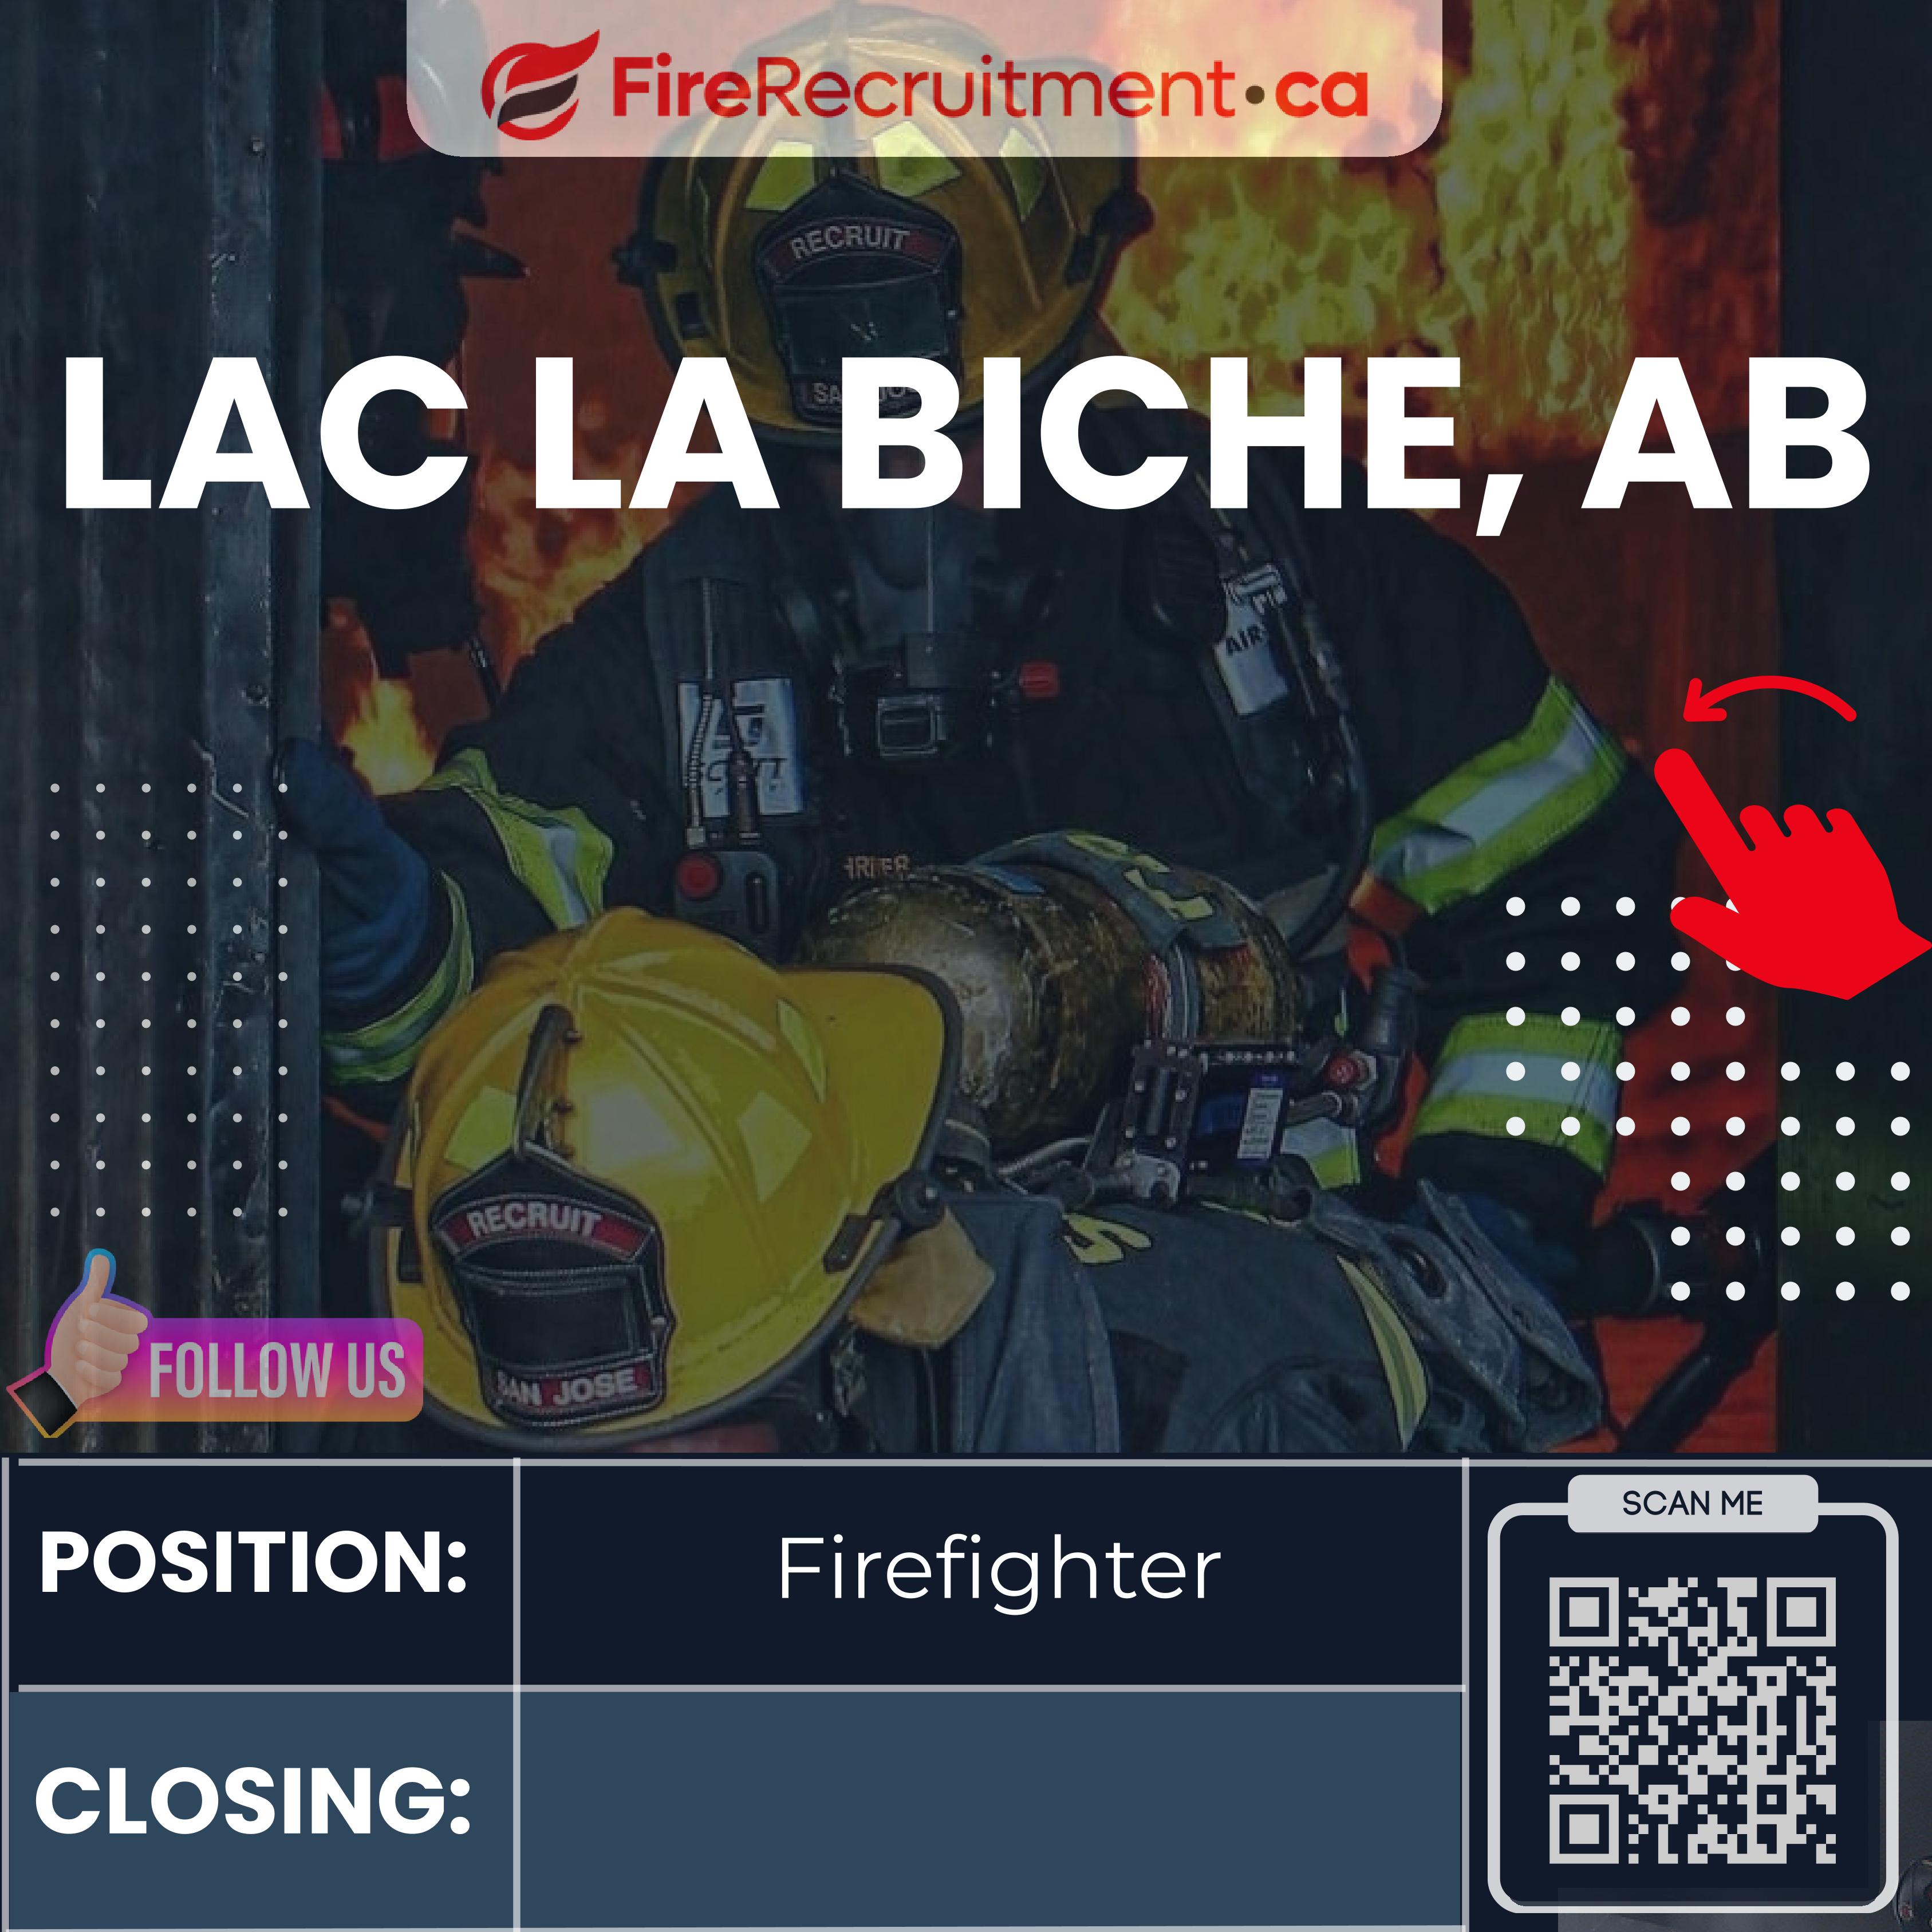 FireRecruitment.ca
RECRUIT
LAC LA BICHE, AB
AIR
RECRUIT
SAN JOSE
FOLLOW US
POSITION:
Firefighter
SCAN ME
CLOSING: